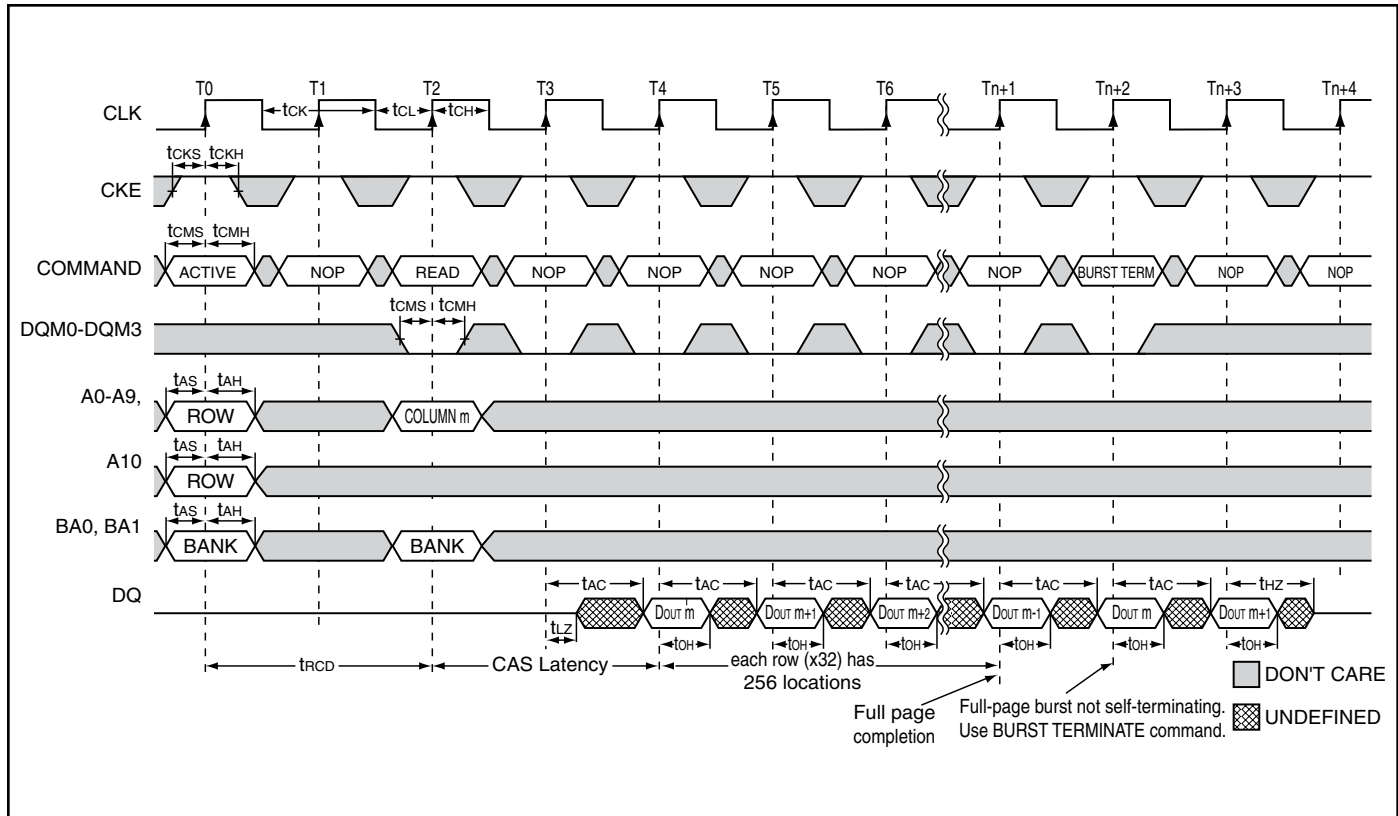 T0 T1 T2 T3 T4 T5 T6 Tn+1 Tn+2 Tn+3 Tn+4
CLK
tCK tCL tCH
tCKS tCKH
CKE
tCMS tCMH
COMMAND
ACTIVE NOP READ NOP NOP NOP NOP NOP BURST TERM NOP NOP
tCMS tCMH
DQM0-DQM3
A0-A9,
tAS tAH
ROW COLUMN m
A10
tAS tAH
ROW
BA0, BA1
tAS tAH
BANK BANK
tAC tAC tAC tAC tAC tAC tHZ
DQ
DOUT m DOUT m+1 DOUT m+2 DOUT m-1 DOUT m DOUT m+1
tLZ tOH tOH tOH tOH tOH tOH
tRCD CAS Latency each row (x32) has
256 locations
Full page
completion
Full-page burst not self-terminating.
Use BURST TERMINATE command.
DON'T CARE
UNDEFINED